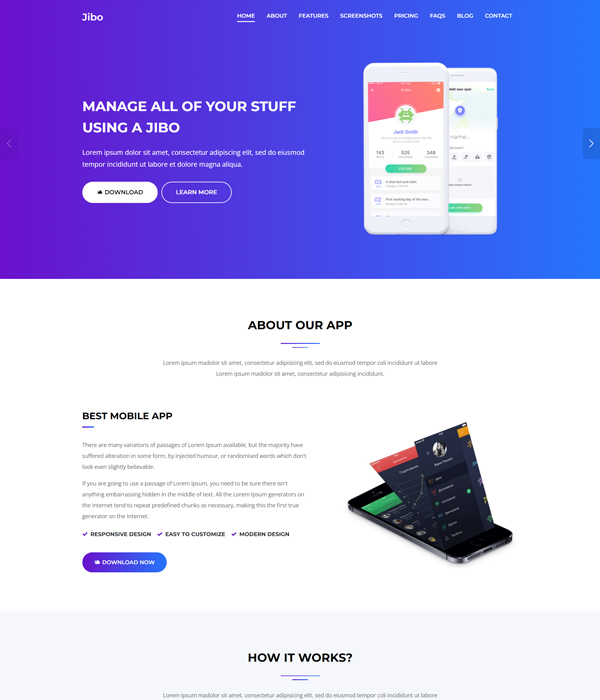 Jibo
HOME ABOUT FEATURES SCREENSHOTS PRICING FAQS BLOG CONTACT
MANAGE ALL OF YOUR STUFF
USING A JIBO
Lorem ipsum dolor sit amet, consectetur adipisicing elit, sed do eiusmod
tempor incididunt ut labore et dolore magna aliqua.
DOWNLOAD
LEARN MORE
Profile
Jack Smith
143
525
348
FOLLOW
Add new spot
name...
ABOUT OUR APP
Lorem ipsum madolor sit amet, consectetur adipisicing elit, sed do eiusmod tempor coli incididunt ut labore
Lorem ipsum madolor sit amet, consectetur adipisicing incididunt.
BEST MOBILE APP
There are many variations of passages of Lorem Ipsum available, but the majority have
suffered alteration in some form, by injected humour, or randomised words which don't
look even slightly believable.
If you are going to use a passage of Lorem Ipsum, you need to be sure there isn't
anything embarrassing hidden in the middle of text. All the Lorem Ipsum generators on
the Internet tend to repeat predefined chunks as necessary, making this the first true
generator on the Internet.
RESPONSIVE DESIGN EASY TO CUSTOMIZE MODERN DESIGN
DOWNLOAD NOW
HOW IT WORKS?
Lorem ipsum madolor sit amet, consectetur adipisicing elit, sed do eiusmod tempor coli incididunt ut labore